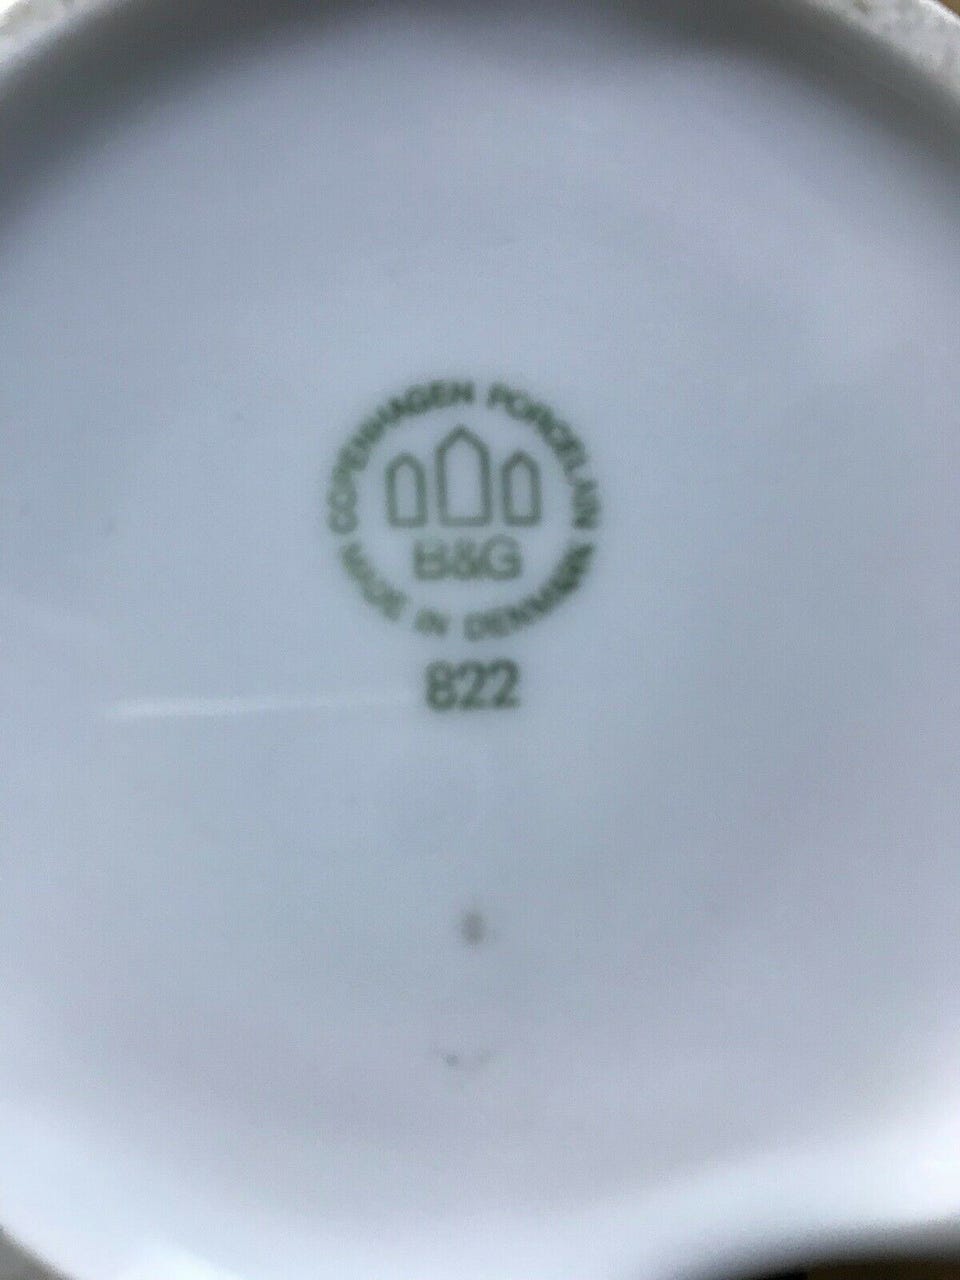 COPENHAGEN PORCELAIN
B&G
MADE IN DENMARK
822